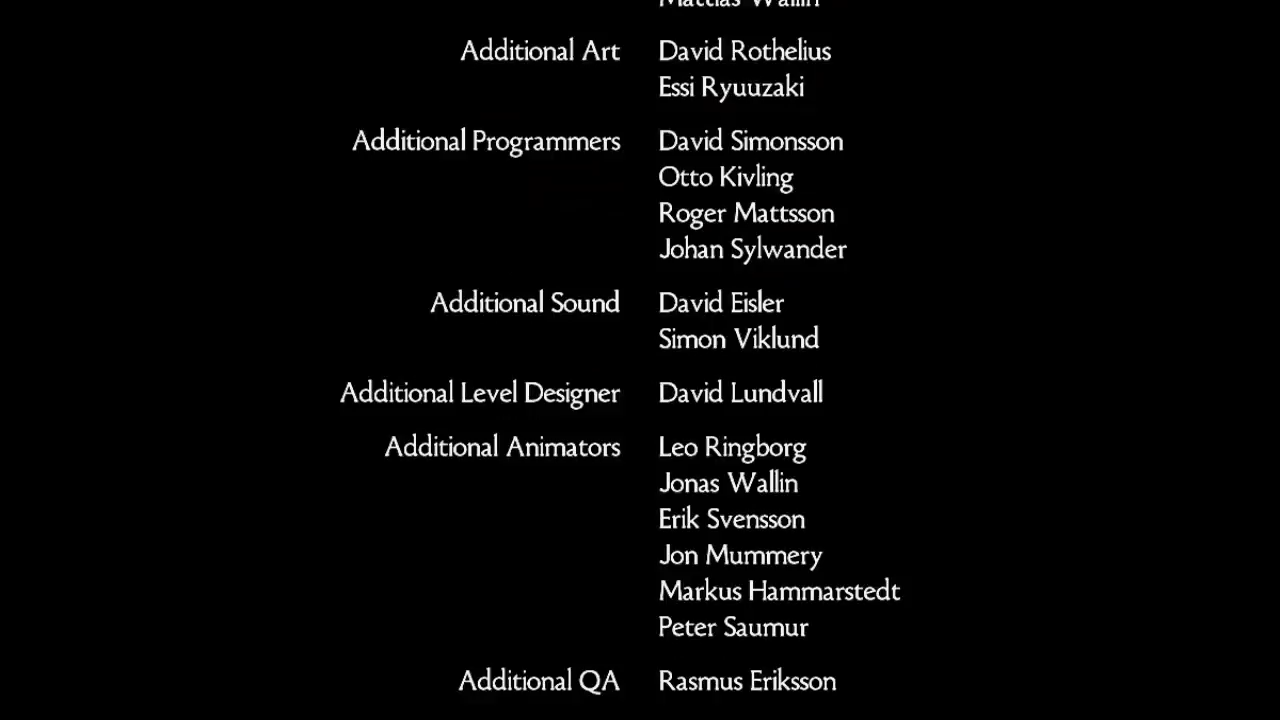 Mattias Wallin
Additional Art David Rothelius
Essi Ryuuzaki
Additional Programmers David Simonsson
Otto Kivling
Roger Mattsson
Johan Sylwander
Additional Sound David Eisler
Simon Viklund
Additional Level Designer David Lundvall
Additional Animators Leo Ringborg
Jonas Wallin
Erik Svensson
Jon Mummery
Markus Hammarstedt
Peter Saumur
Additional QA Rasmus Eriksson